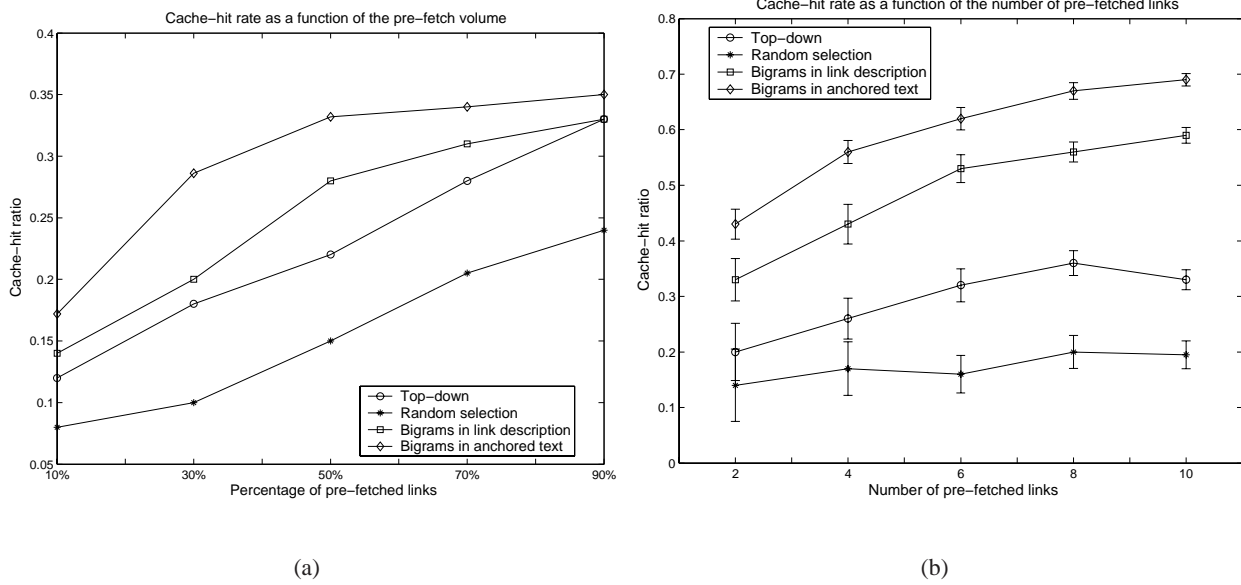 Cache−hit rate as a function of the pre−fetch volume
0.4
0.35
0.3
0.25
0.2
0.15
0.1
0.05
Cache−hit ratio
10%
30%
50%
70%
90%
Percentage of pre−fetched links
Top−down
Random selection
Bigrams in link description
Bigrams in anchored text
(a)
Cache−hit rate as a function of the number of pre−fetched links
0.8
0.7
0.6
0.5
0.4
0.3
0.2
0.1
0
Cache−hit ratio
2
4
6
8
10
Number of pre−fetched links
Top−down
Random selection
Bigrams in link description
Bigrams in anchored text
(b)